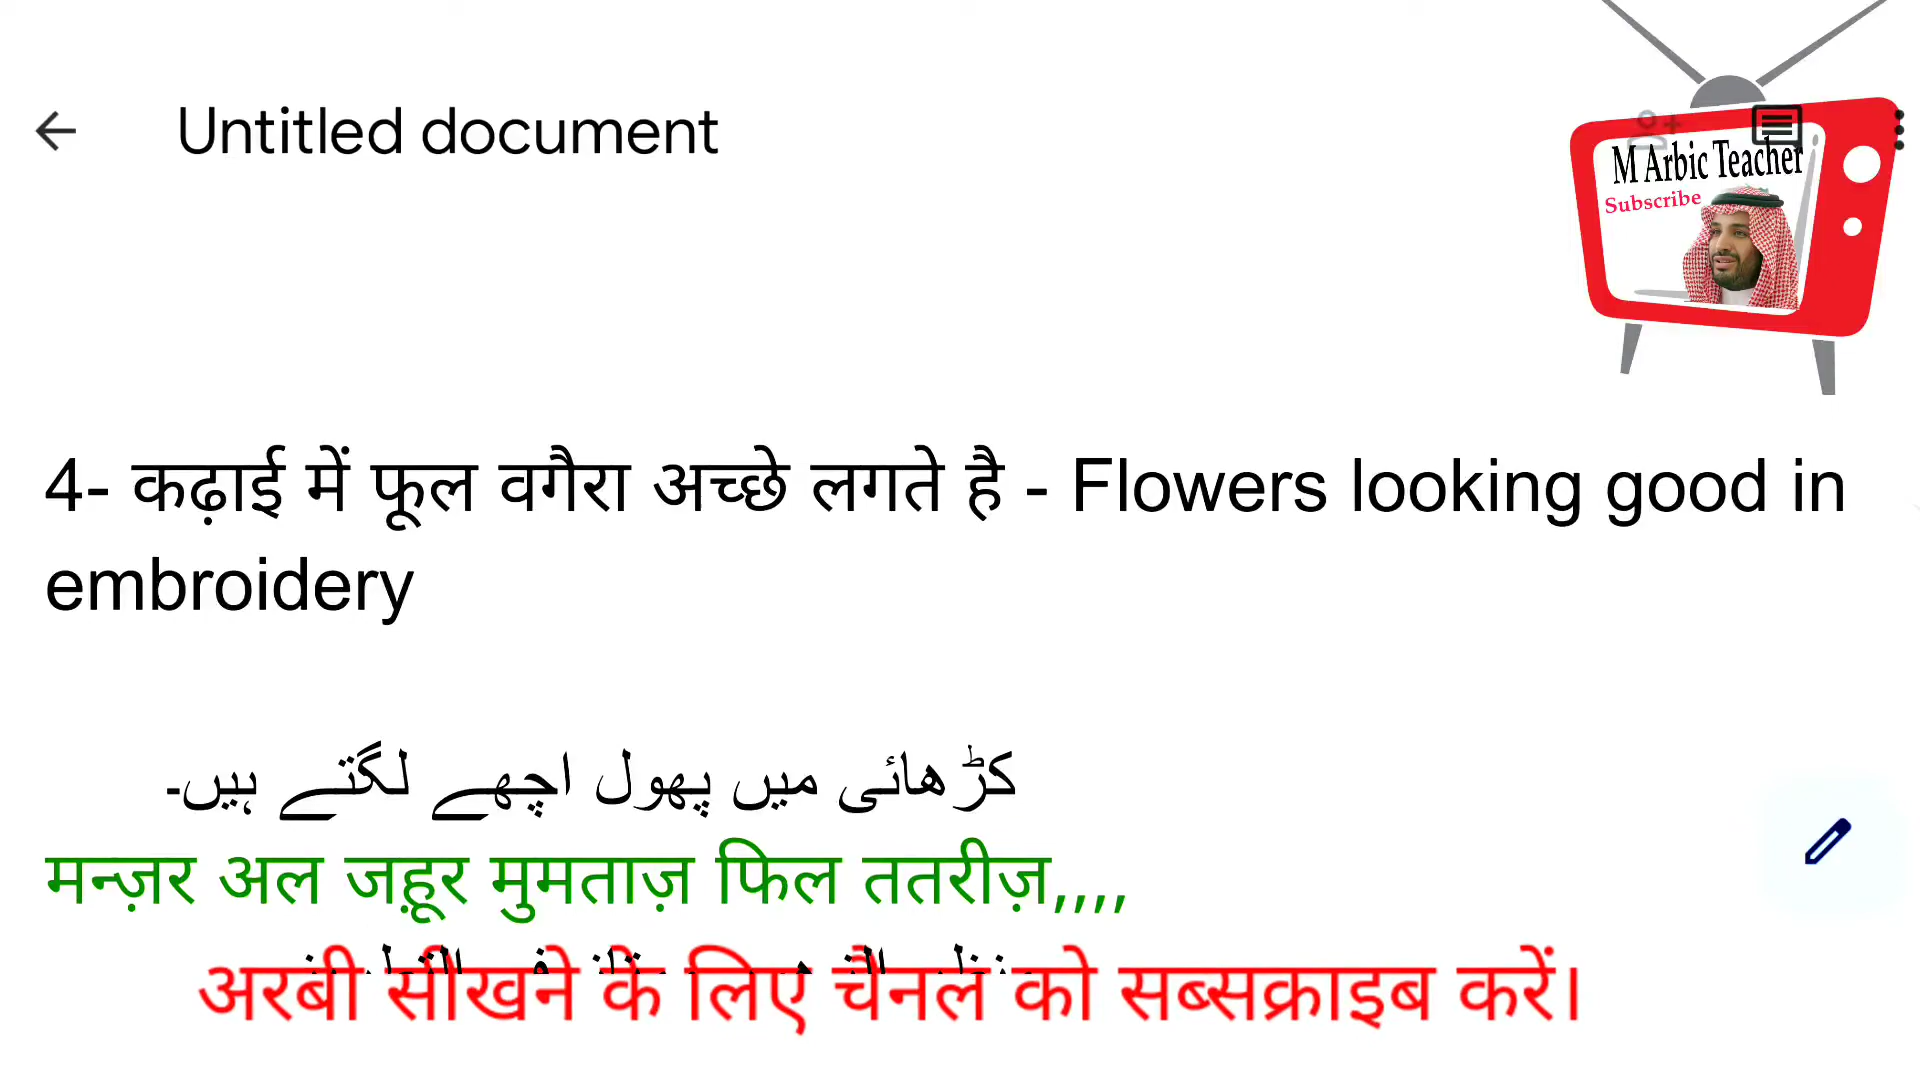 Untitled document
M Arbic Teacher
Subscribe
4- कढ़ाई में फूल वगैरा अच्छे लगते है - Flowers looking good in
embroidery
کڑھائی میں پھول اچھے لگتے ہیں۔
मन्ज़र अल जहू़र मुमताज़ फिल ततरीज़,,,,
अरबी सीखने के लिए चैनल को सब्सक्राइब करें।